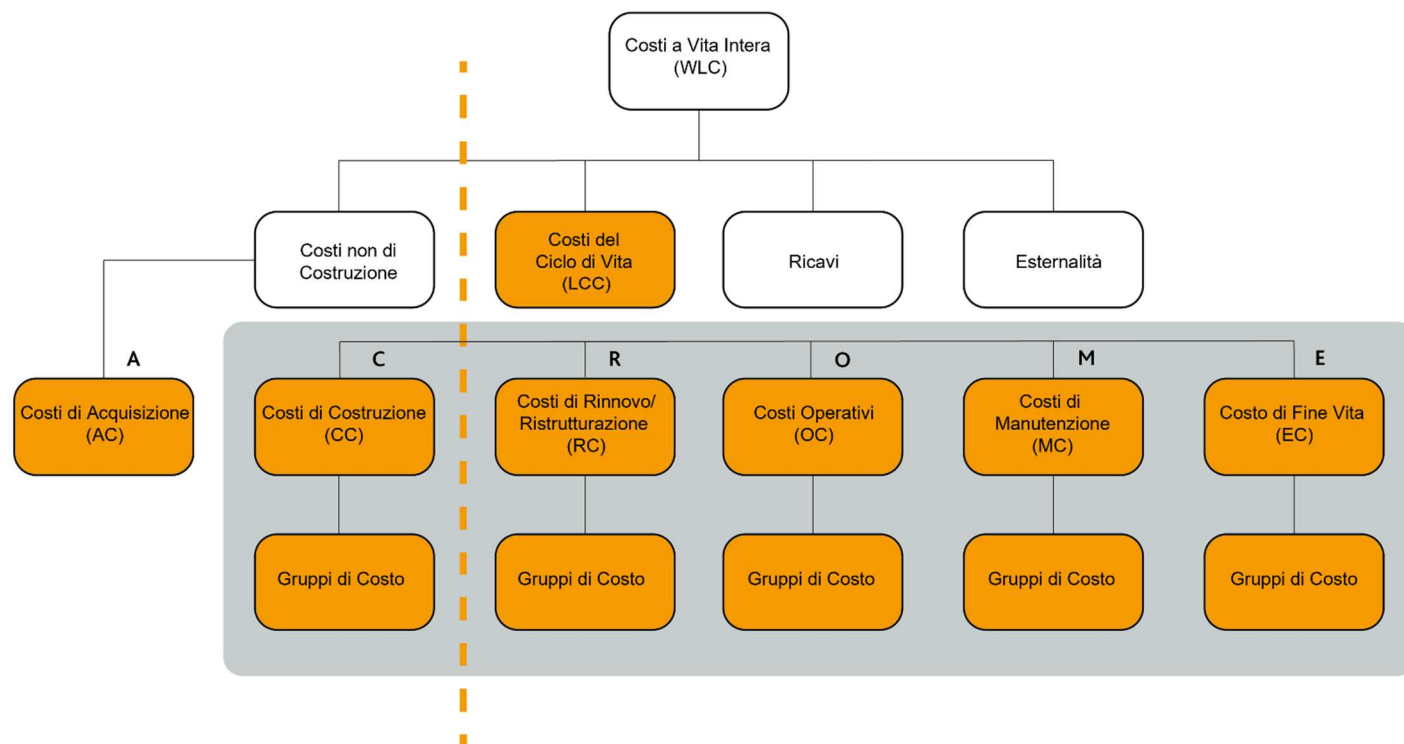 Costi a Vita Intera
(WLC)
Costi non di
Costruzione
Costi del
Ciclo di Vita
(LCC)
Ricavi
Esternalità
A
C
R
O
M
E
Costi di Acquisizione
(AC)
Costi di Costruzione
(CC)
Costi di Rinnovo/
Ristrutturazione
(RC)
Costi Operativi
(OC)
Costi di
Manutenzione
(MC)
Costo di Fine Vita
(EC)
Gruppi di Costo
Gruppi di Costo
Gruppi di Costo
Gruppi di Costo
Gruppi di Costo